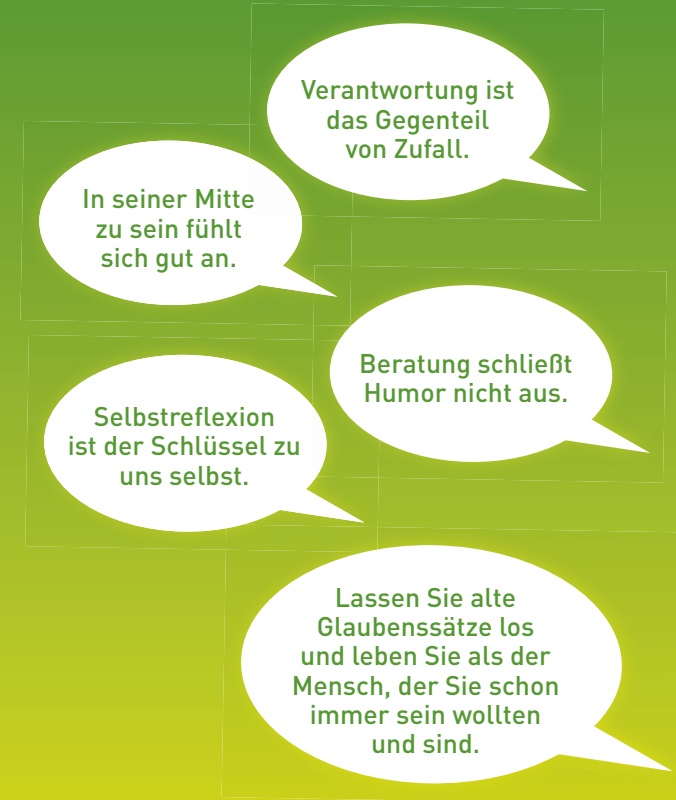 Verantwortung ist
das Gegenteil
von Zufall.
In seiner Mitte
zu sein fühlt
sich gut an.
Beratung schließt
Humor nicht aus.
Selbstreflexion
ist der Schlüssel zu
uns selbst.
Lassen Sie alte
Glaubenssätze los
und leben Sie als der
Mensch, der Sie schon
immer sein wollten
und sind.